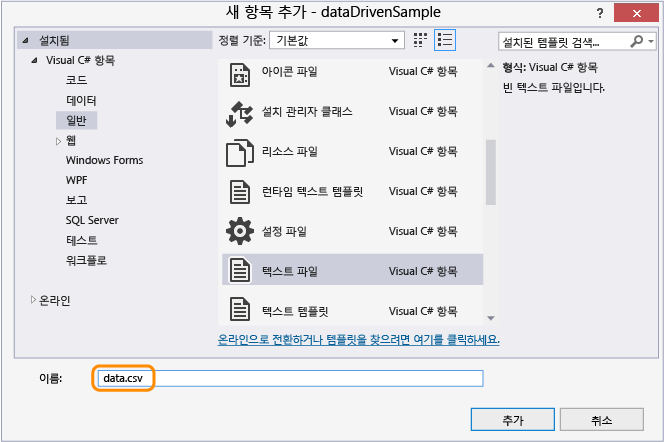 새 항목 추가 - dataDrivenSample
?
설치됨
Visual C# 항목
코드
데이터
일반
웹
Windows Forms
WPF
보고
SQL Server
테스트
워크플로
온라인
정렬 기준: 기본값
아이콘 파일 Visual C# 항목
설치 관리자 클래스 Visual C# 항목
리소스 파일 Visual C# 항목
런타임 텍스트 템플릿 Visual C# 항목
설정 파일 Visual C# 항목
텍스트 파일 Visual C# 항목
텍스트 템플릿 Visual C# 항목
온라인으로 전환하거나 템플릿을 찾으려면 여기를 클릭하세요.
설치된 템플릿 검색...
형식: Visual C# 항목
빈 텍스트 파일입니다.
이름: data.csv
추가 취소